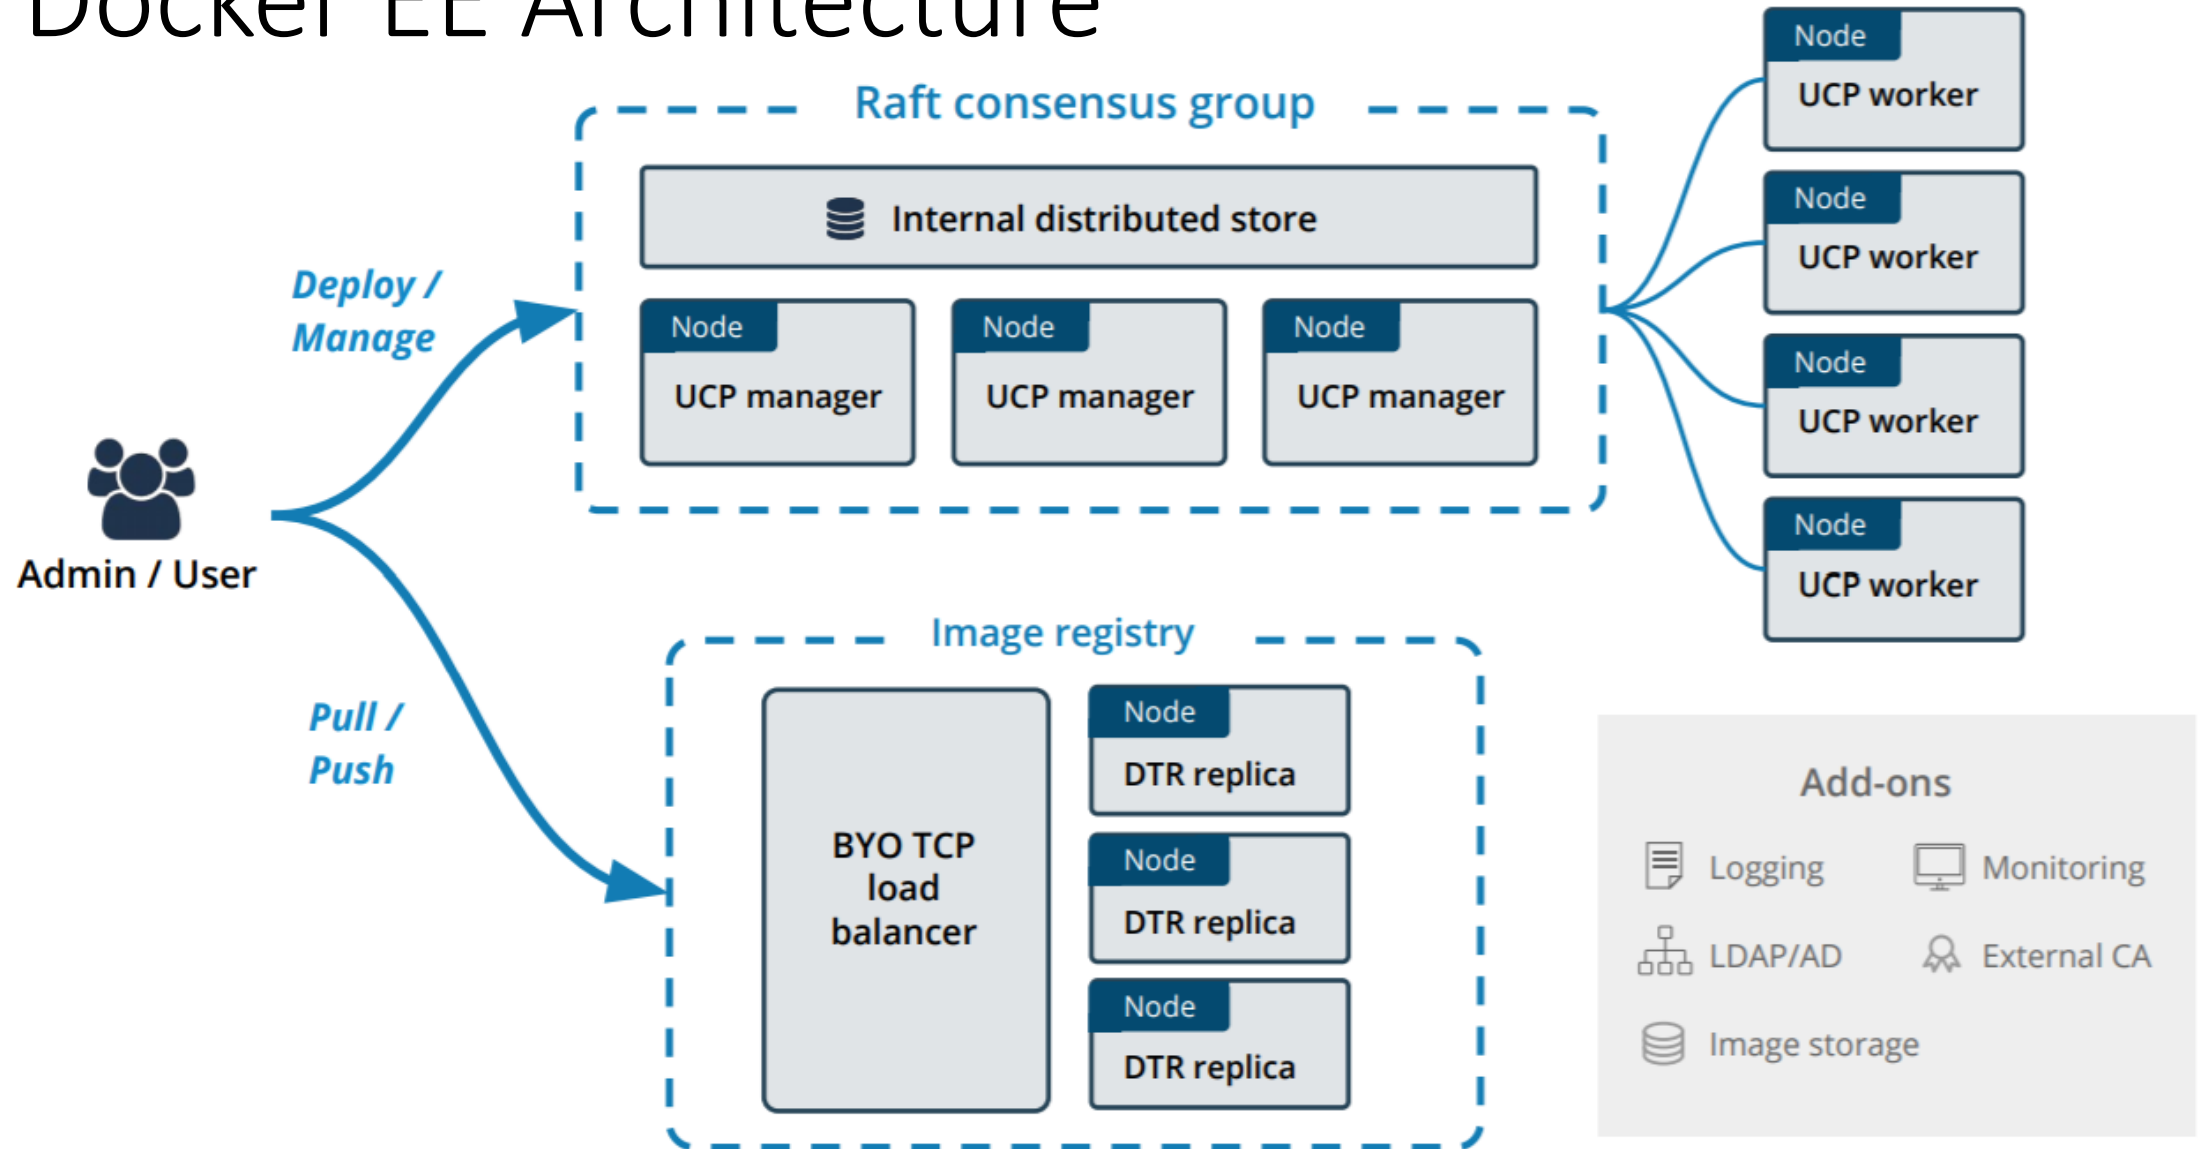 Docker EE Architecture
Raft consensus group
Internal distributed store
Node
UCP manager
Node
UCP manager
Node
UCP manager
Node
UCP worker
Node
UCP worker
Node
UCP worker
Node
UCP worker
Deploy /
Manage
Admin / User
Pull /
Push
Image registry
BYO TCP
load
balancer
Node
DTR replica
Node
DTR replica
Node
DTR replica
Add-ons
Logging
Monitoring
LDAP/AD
External CA
Image storage